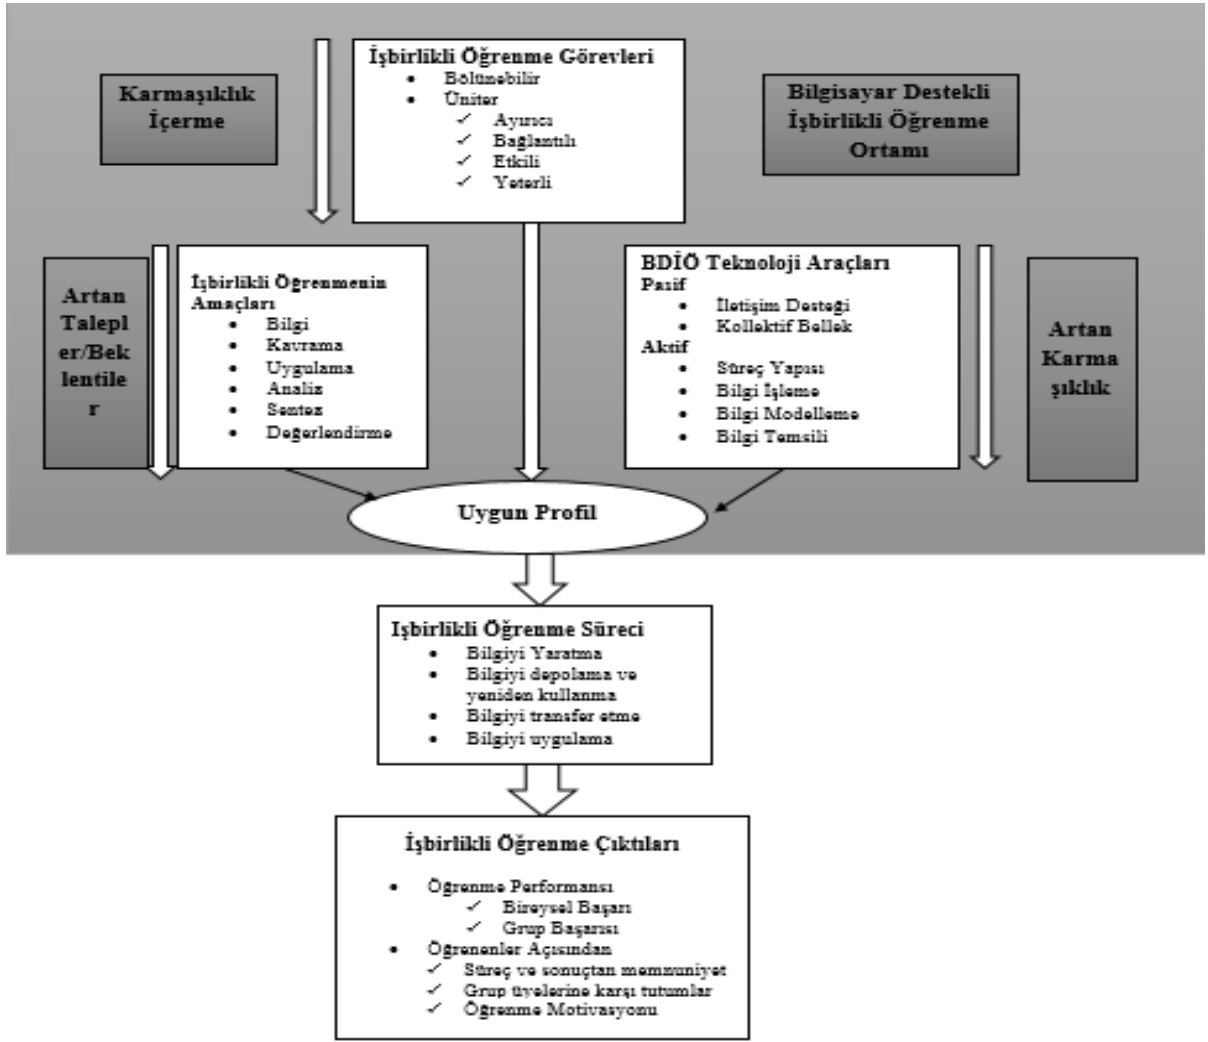 İşbirlikli Öğrenme Görevleri
• Bölünebilir
• Üniter
✓ Ayırıcı
✓ Bağlantılı
✓ Etkili
✓ Yeterli
Karmaşıklık
İçerme
Bilgisayar Destekli
İşbirlikli Öğrenme
Ortamı
Artan
Talepl
er/Bek
lentile
r
İşbirlikli Öğrenmenin
Amaçları
• Bilgi
• Kavrama
• Uygulama
• Analiz
• Sentez
• Değerlendirme
BDİÖ Teknoloji Araçları
Pasif
• İletişim Desteği
• Kollektif Bellek
Aktif
• Süreç Yapısı
• Bilgi İşleme
• Bilgi Modelleme
• Bilgi Temsili
Artan
Karma
şıklık
Uygun Profil
Işbirlikli Öğrenme Süreci
• Bilgiyi Yaratma
• Bilgiyi depolama ve
yeniden kullanma
• Bilgiyi transfer etme
• Bilgiyi uygulama
İşbirlikli Öğrenme Çıktıları
• Öğrenme Performansı
✓ Bireysel Başarı
✓ Grup Başarısı
• Öğrenenler Açısından
✓ Süreç ve sonuçtan memnuniyet
✓ Grup üyelerine karşı tutumlar
✓ Öğrenme Motivasyonu